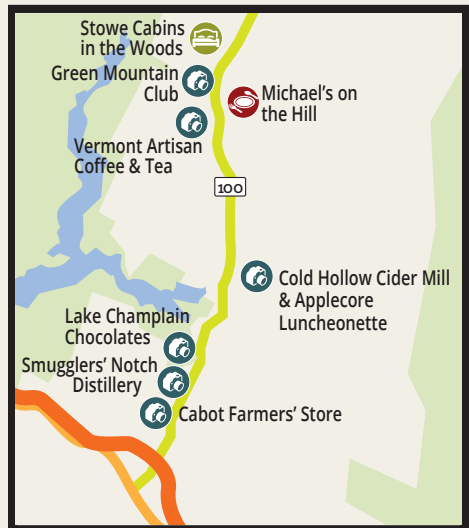 Stowe Cabins
in the Woods
Green Mountain
Club
Michael's on
the Hill
Vermont Artisan
Coffee & Tea
100
Cold Hollow Cider Mill
& Applecore
Luncheonette
Lake Champlain
Chocolates
Smugglers' Notch
Distillery
Cabot Farmers' Store